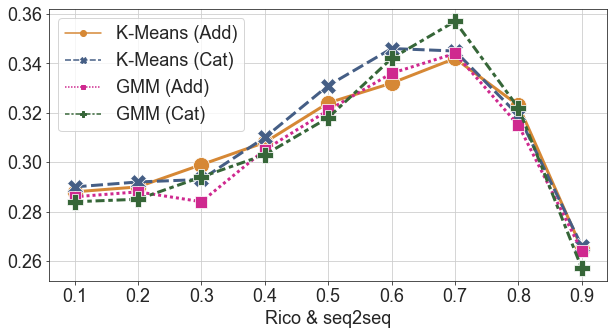 0.36
0.34
0.32
0.30
0.28
0.26
K-Means (Add)
K-Means (Cat)
GMM (Add)
GMM (Cat)
0.1 0.2 0.3 0.4 0.5 0.6 0.7 0.8 0.9
Rico & seq2seq